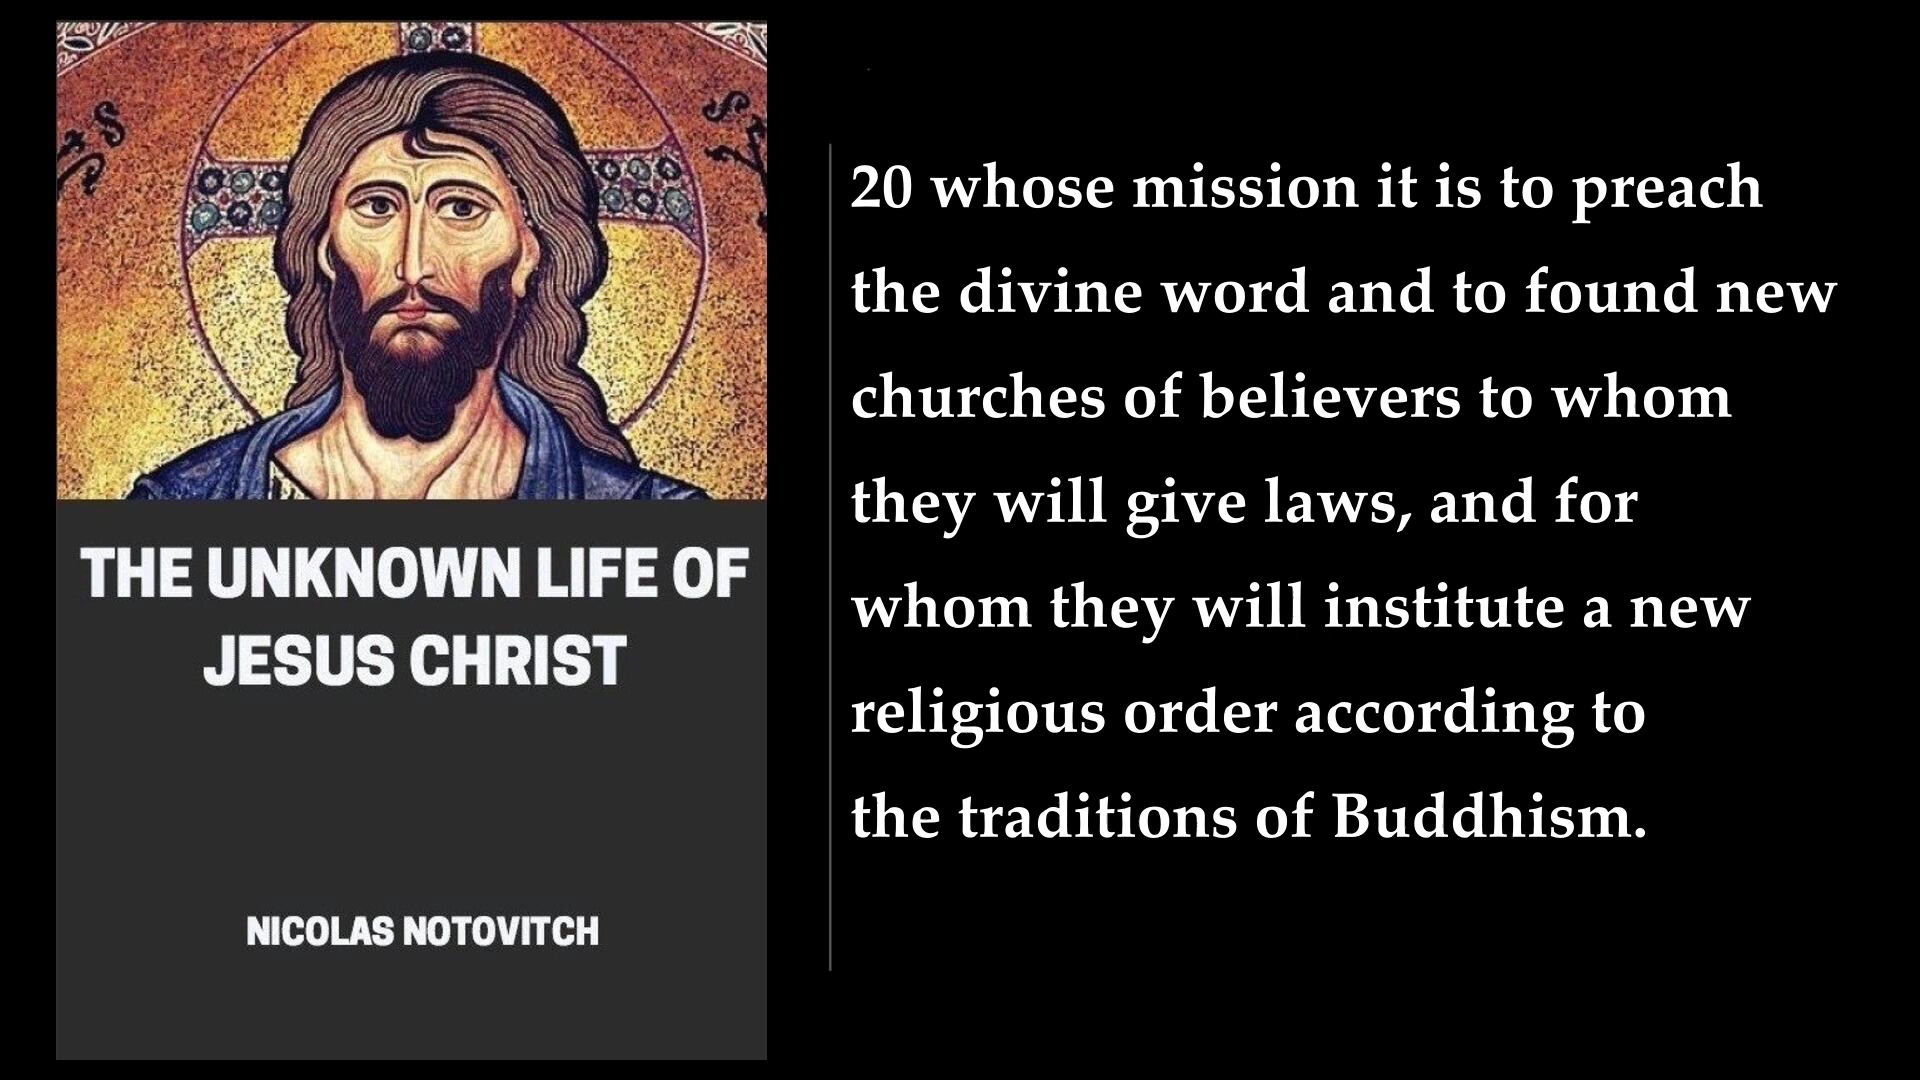 THE UNKNOWN LIFE OF
JESUS CHRIST
NICOLAS NOTOVITCH
20 whose mission it is to preach
the divine word and to found new
churches of believers to whom
they will give laws, and for
whom they will institute a new
religious order according to
the traditions of Buddhism.